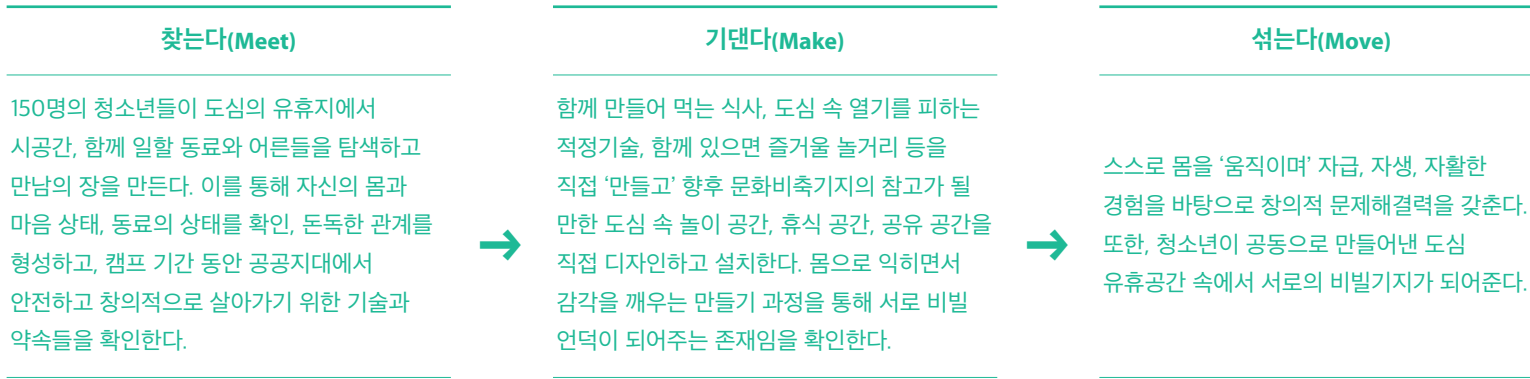 찾는다(Meet)
150명의 청소년들이 도심의 유휴지에서
시공간, 함께 일할 동료와 어른들을 탐색하고
만남의 장을 만든다. 이를 통해 자신의 몸과
마음 상태, 동료의 상태를 확인, 돈독한 관계를
형성하고, 캠프 기간 동안 공공지대에서
안전하고 창의적으로 살아가기 위한 기술과
약속들을 확인한다.
→
기댄다(Make)
함께 만들어 먹는 식사, 도심 속 열기를 피하는
적정기술, 함께 있으면 즐거울 놀거리 등을
직접 ‘만들고’ 향후 문화비축기지의 참고가 될
만한 도심 속 놀이 공간, 휴식 공간, 공유 공간을
직접 디자인하고 설치한다. 몸으로 익히면서
감각을 깨우는 만들기 과정을 통해 서로 비빌
언덕이 되어주는 존재임을 확인한다.
→
섞는다(Move)
스스로 몸을 ‘움직이며’ 자급, 자생, 자활한
경험을 바탕으로 창의적 문제해결력을 갖춘다.
또한, 청소년이 공동으로 만들어낸 도심
유휴공간 속에서 서로의 비빌기지가 되어준다.